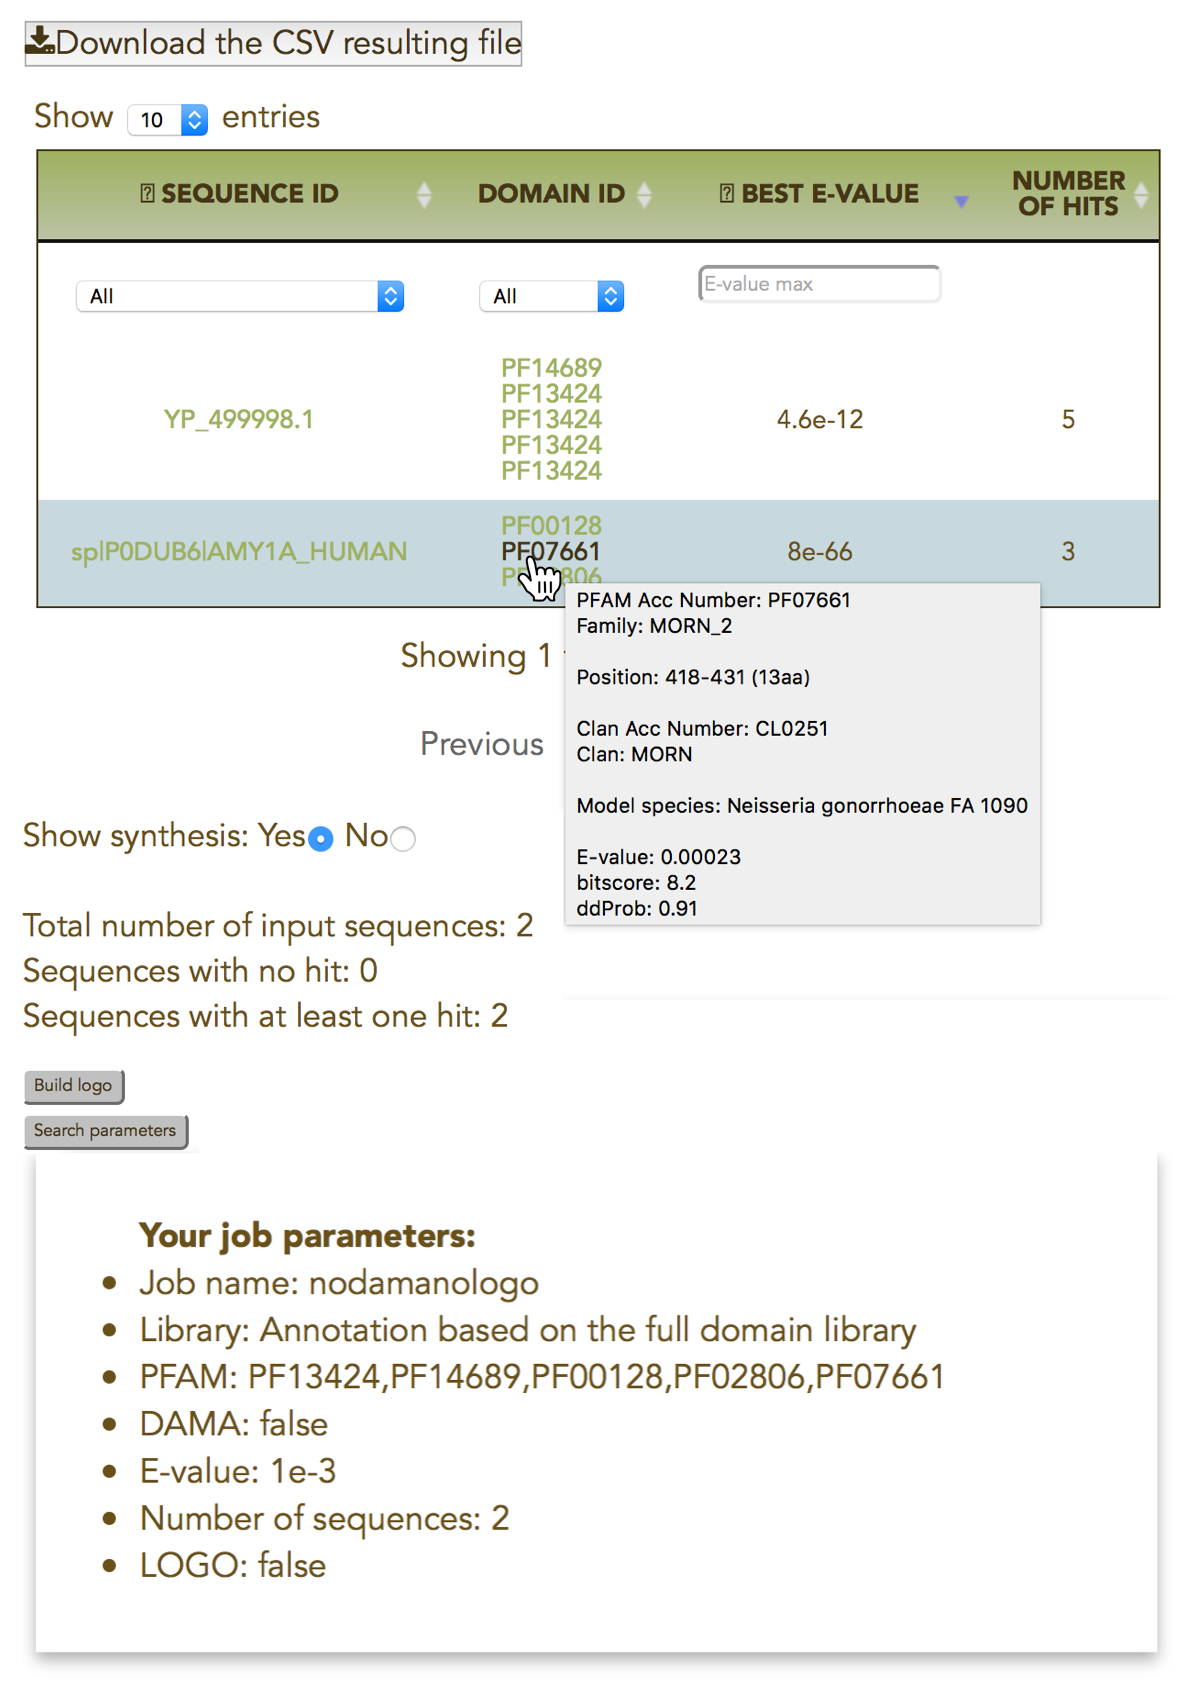 Download the CSV resulting file
Show 10 entries
SEQUENCE ID DOMAIN ID BEST E-VALUE NUMBER OF HITS
All All E-value max
PF14689
PF13424
YP_499998.1 PF13424 4.6e-12 5
PF13424
PF13424
PF00128
sp|P0DUB6|AMY1A_HUMAN PF07661 8e-66 3
PFAM Acc Number: PF07661
Family: MORN_2
Showing 1
Position: 418-431 (13aa)
Clan Acc Number: CL0251
Previous
Clan: MORN
Model species: Neisseria gonorrhoeae FA 1090
Show synthesis: Yes No
E-value: 0.00023
bitscore: 8.2
ddProb: 0.91
Total number of input sequences: 2
Sequences with no hit: 0
Sequences with at least one hit: 2
Build logo
Search parameters
Your job parameters:
• Job name: nodamanologo
• Library: Annotation based on the full domain library
• PFAM: PF13424,PF14689,PF00128,PF02806,PF07661
• DAMA: false
• E-value: 1e-3
• Number of sequences: 2
• LOGO: false